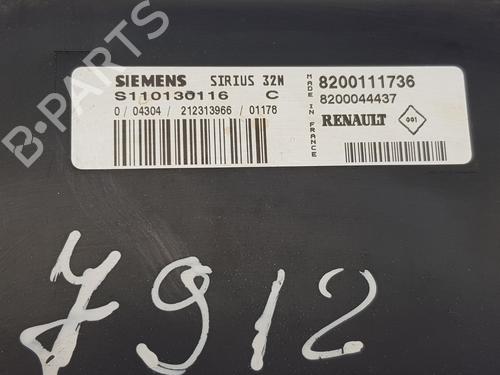 B-PARTS
SIEMENS SIRIUS 32N
S110130116 C
0 / 04304 / 212313966 / 01178
MADE IN FRANCE
8200111736
8200044437
RENAULT 001
7912